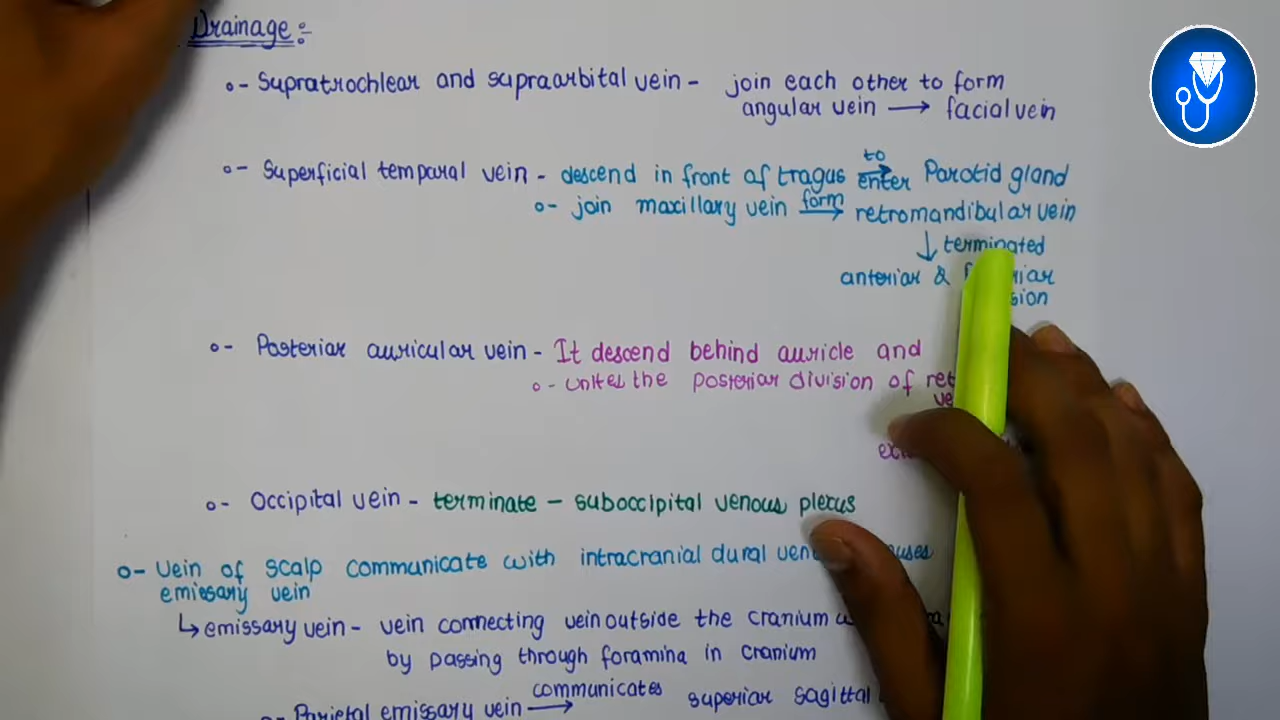 Drainage :-
o- Supratrochlear and supraorbital vein - join each other to form
angular vein → facial vein
o- Superficial temporal vein - descend in front of tragus to → enter Parotid gland
o- join maxillary vein form → retromandibular vein
↓ terminated
anterior &
o- Posterior auricular vein - It descend behind auricle and
o- unites the posterior division of
o- Occipital vein - terminate - suboccipital venous plexus
o- Vein of scalp communicate with intracranial dural
emissary vein
↳ emissary vein - vein connecting vein outside the cranium
by passing through foramina in cranium
o- Parietal emissary vein communicates → superior sagittal